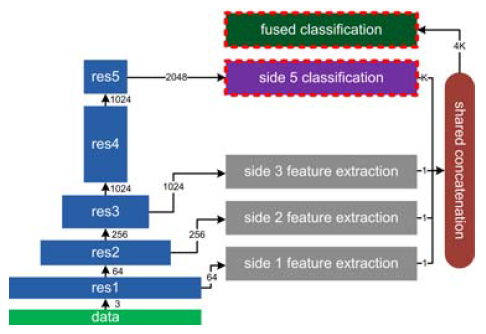 fused classification
4K
res5
2048
side 5 classification
K
1024
res4
shared concatenation
1024
side 3 feature extraction
1
res3
1024
256
side 2 feature extraction
1
res2
256
64
side 1 feature extraction
1
res1
64
3
data